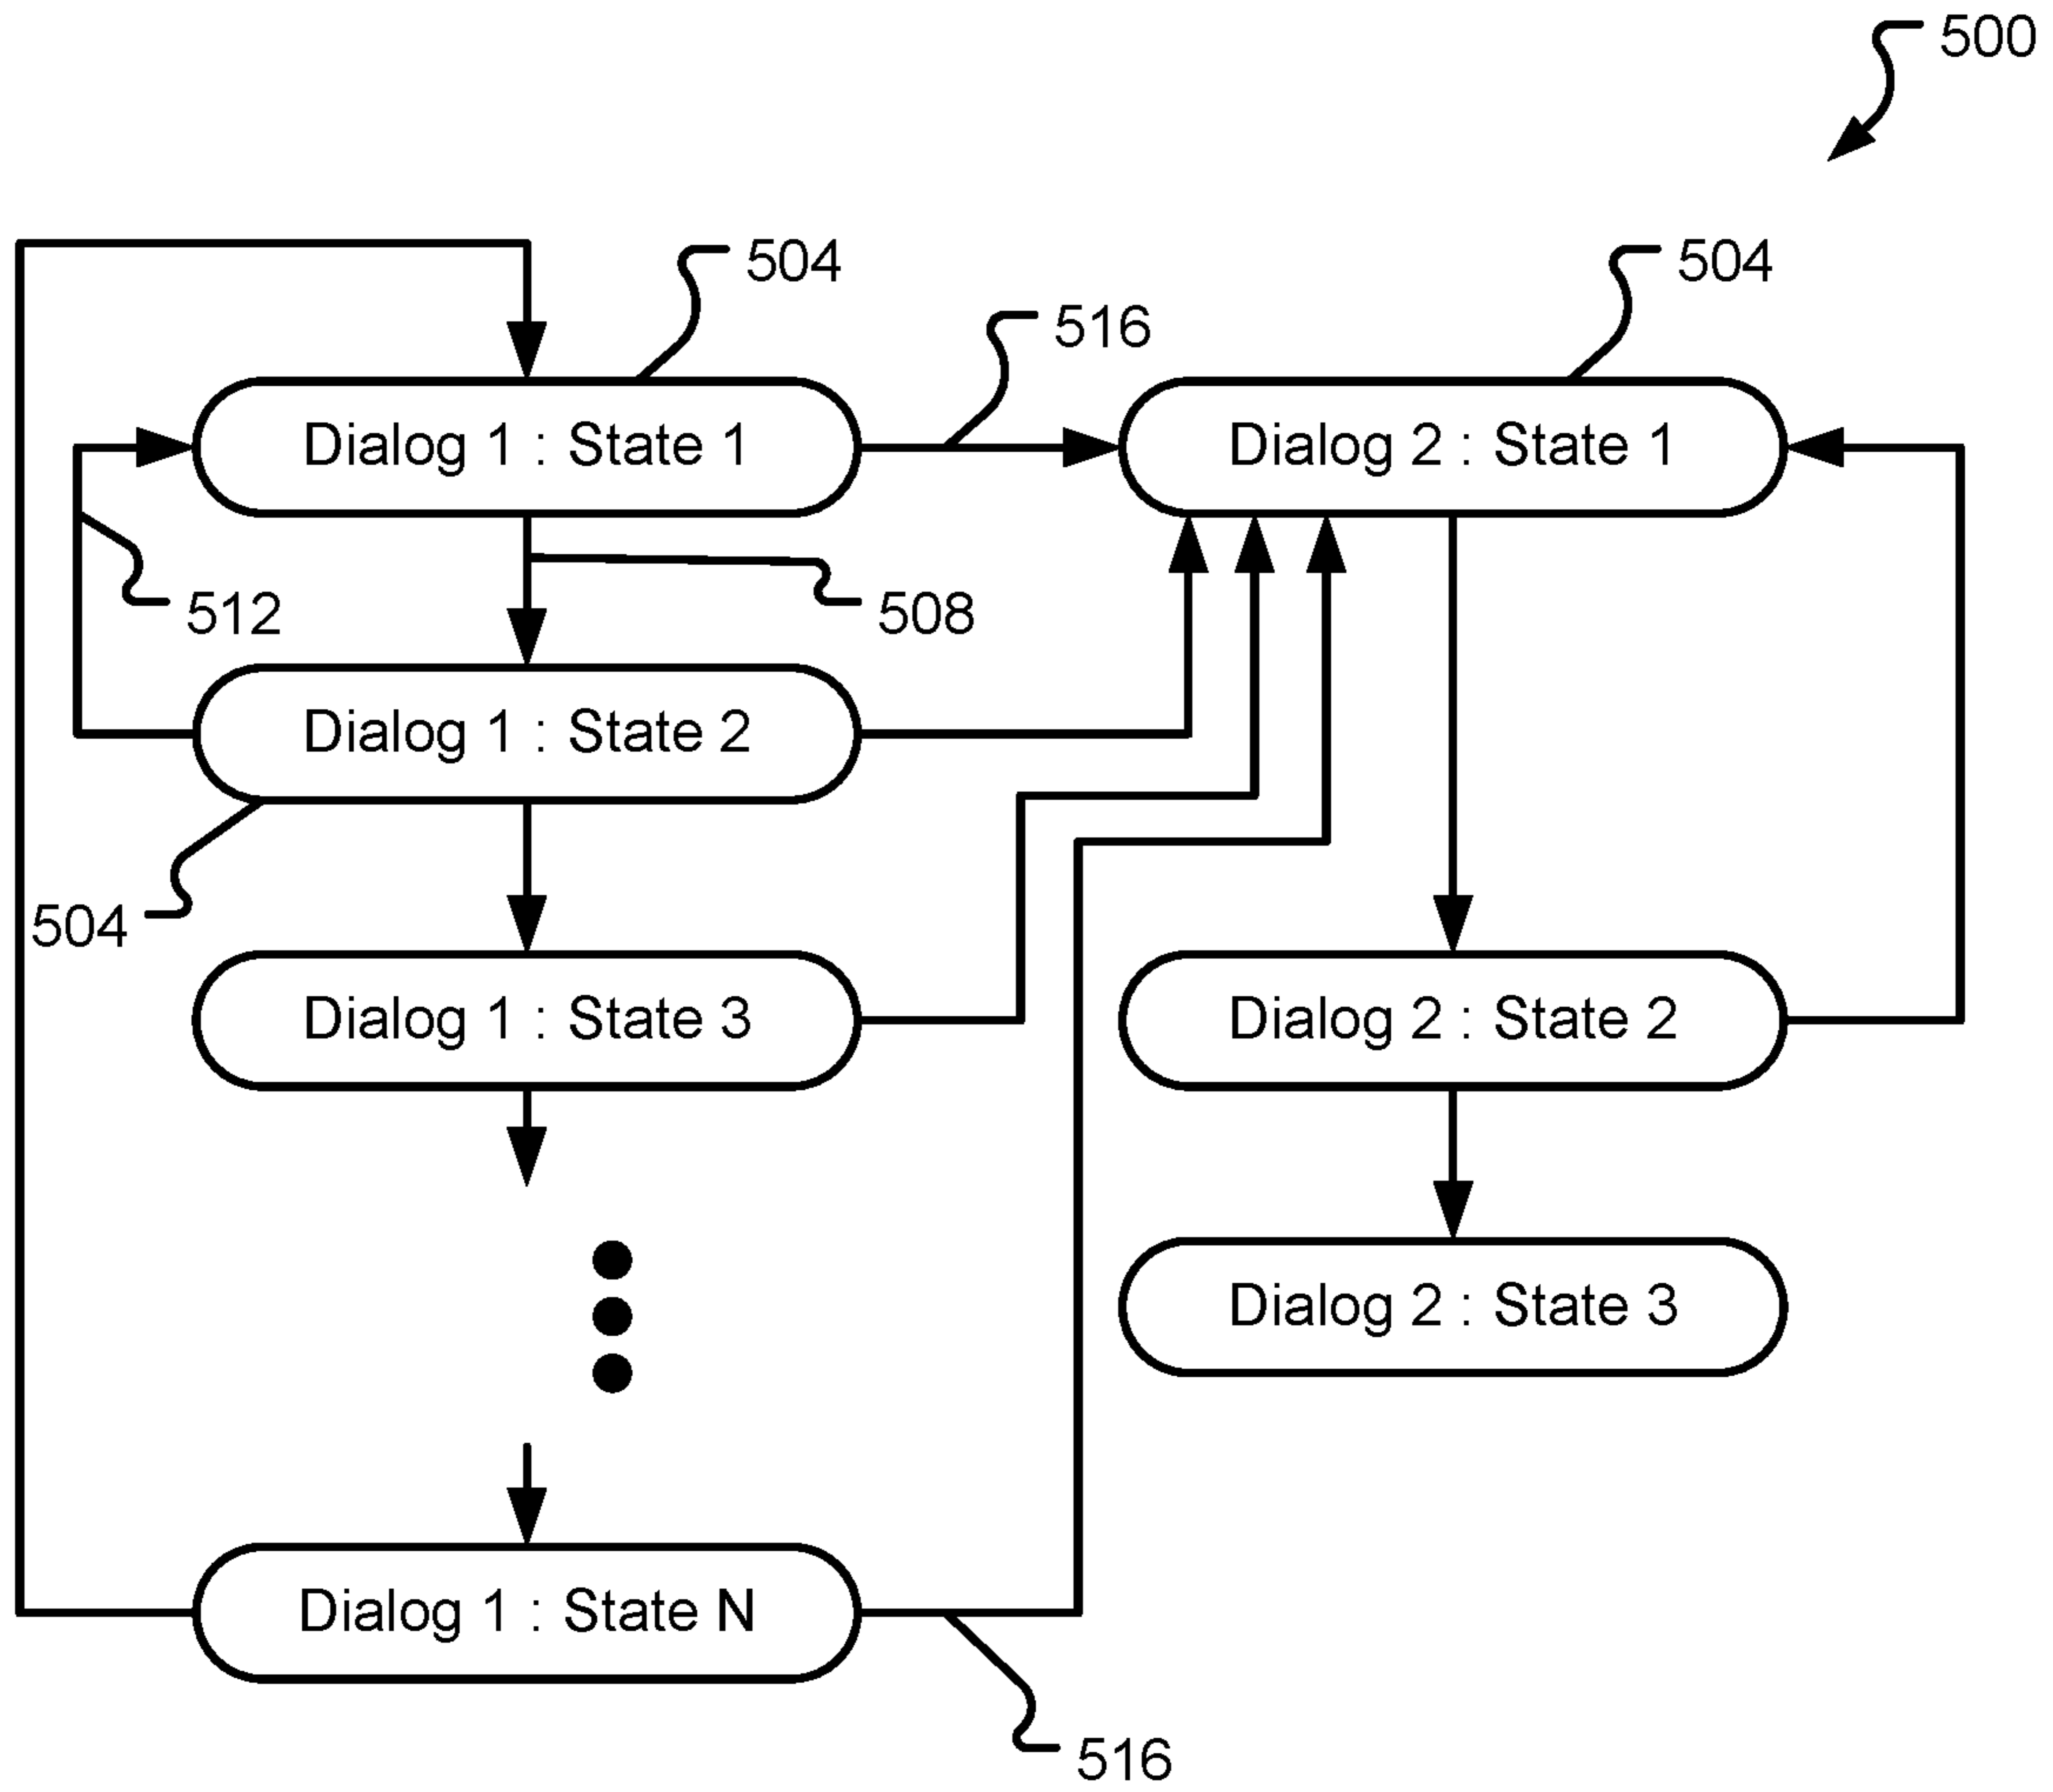 500
504
504
516
Dialog 1 : State 1
Dialog 2 : State 1
512
508
Dialog 1 : State 2
504
Dialog 1 : State 3
Dialog 2 : State 2
Dialog 2 : State 3
Dialog 1 : State N
516